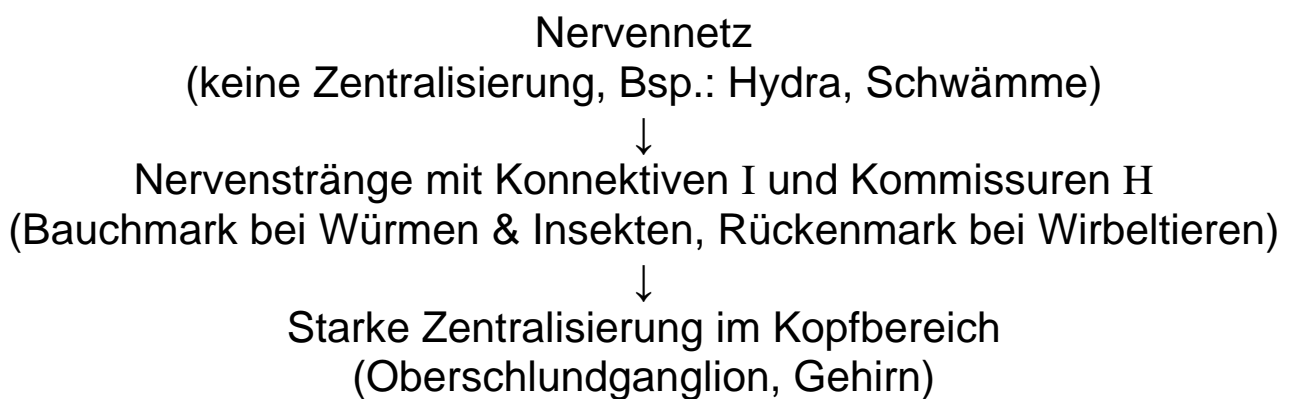 Nervennetz
(keine Zentralisierung, Bsp.: Hydra, Schwämme)
↓
Nervenstränge mit Konnektiven I und Kommissuren H
(Bauchmark bei Würmen & Insekten, Rückenmark bei Wirbeltieren)
↓
Starke Zentralisierung im Kopfbereich
(Oberschlundganglion, Gehirn)